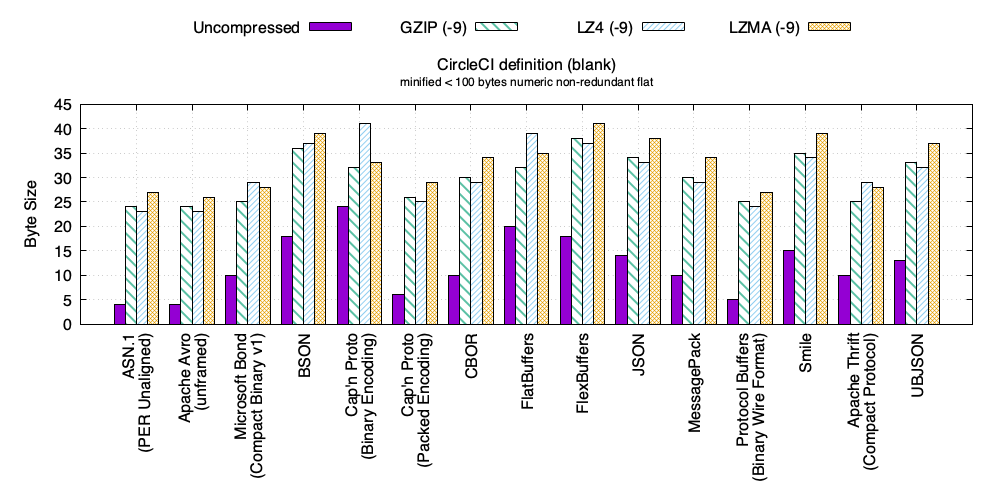 Uncompressed GZIP (-9) LZ4 (-9) LZMA (-9)
CircleCI definition (blank)
minified < 100 bytes numeric non-redundant flat
Byte Size
45
40
35
30
25
20
15
10
5
0
ASN.1
(PER Unaligned)
Apache Avro
(unframed)
Microsoft Bond
(Compact Binary v1)
BSON
Cap'n Proto
(Binary Encoding)
Cap'n Proto
(Packed Encoding)
CBOR
FlatBuffers
FlexBuffers
JSON
MessagePack
Protocol Buffers
(Binary Wire Format)
Smile
Apache Thrift
(Compact Protocol)
UBJSON